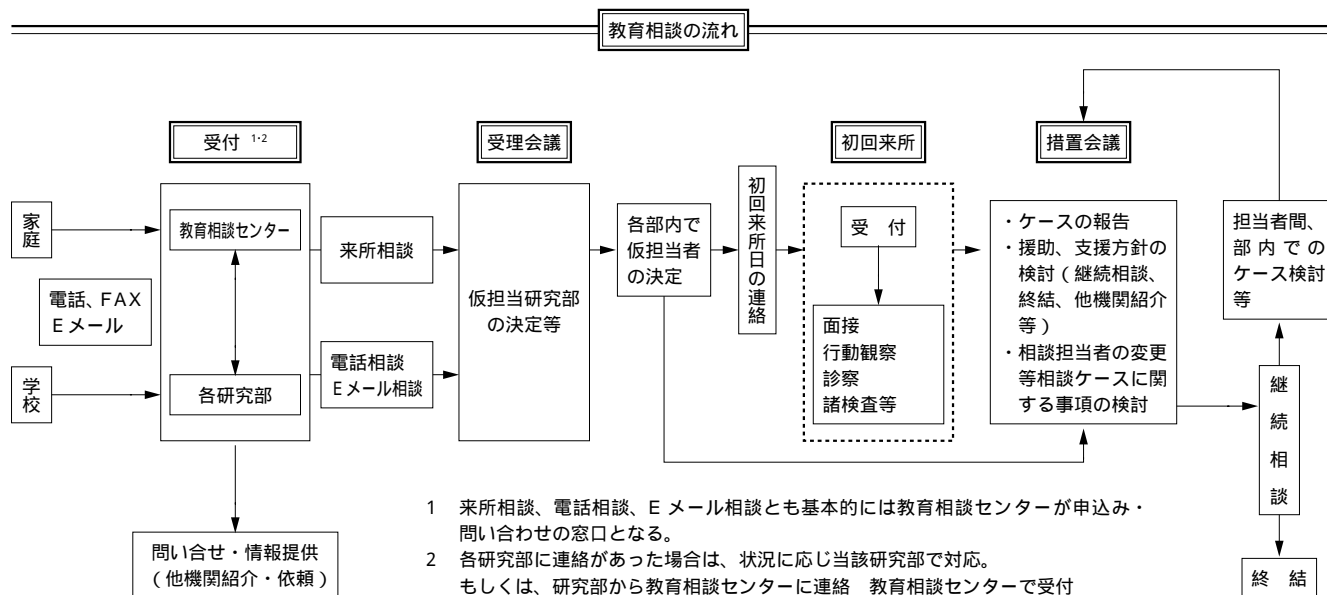 教育相談の流れ
受付 1・2
受理会議
初回来所
措置会議
家庭
電話、FAX
Eメール
学校
教育相談センター
各研究部
来所相談
電話相談
Eメール相談
仮担当研究部
の決定等
各部内で
仮担当者
の決定
初回来所日の連絡
受 付
面接
行動観察
診察
諸検査等
・ケースの報告
・援助、支援方針の
検討（継続相談、
終結、他機関紹介
等）
・相談担当者の変更
等相談ケースに関
する事項の検討
担当者間、
部内での
ケース検討
等
継続相談
終 結
問い合せ・情報提供
（他機関紹介・依頼）
1 来所相談、電話相談、Eメール相談とも基本的には教育相談センターが申込み・
問い合わせの窓口となる。
2 各研究部に連絡があった場合は、状況に応じ当該研究部で対応。
もしくは、研究部から教育相談センターに連絡 教育相談センターで受付